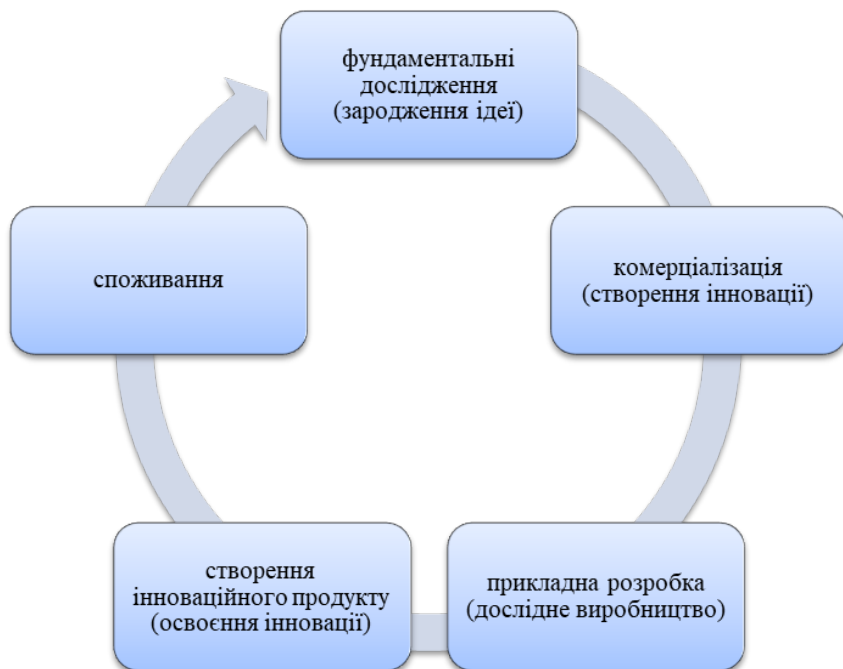 фундаментальні
дослідження
(зародження ідеї)
комерціалізація
(створення інновації)
прикладна розробка
(дослідне виробництво)
створення
інноваційного продукту
(освоєння інновації)
споживання